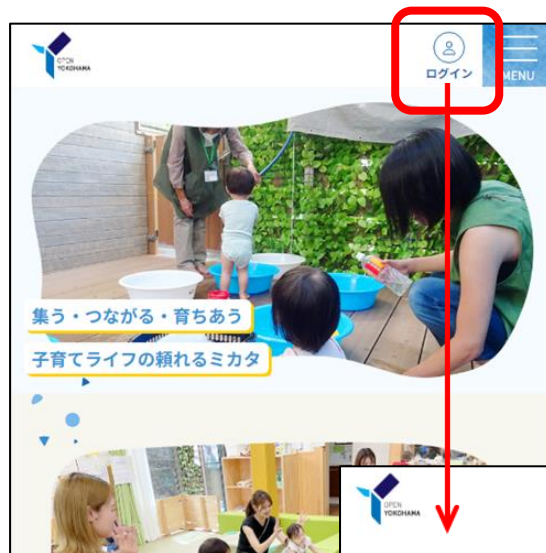 OPEN
YOKOHAMA
ログイン
MENU
集う・つながる・育ちあう
子育てライフの頼れるミカタ
OPEN
YOKOHAMA